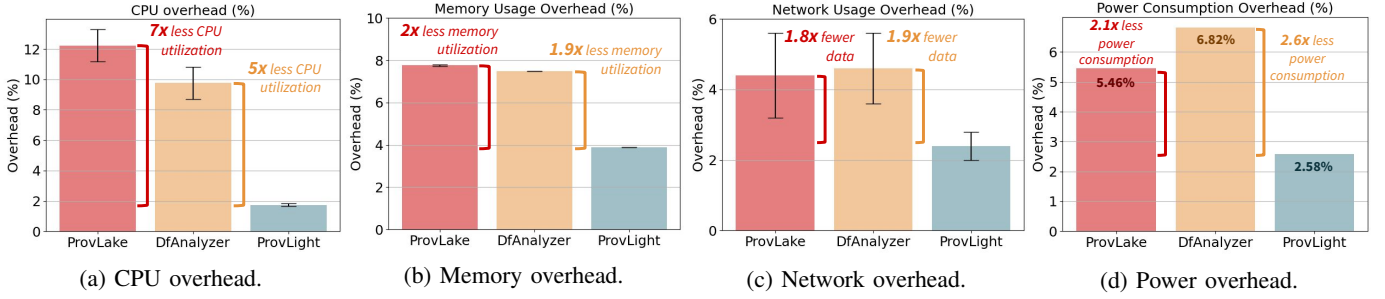 CPU overhead (%)
7x less CPU
utilization
5x less CPU
utilization
Overhead (%)
12
10
8
6
4
2
0
ProvLake DfAnalyzer ProvLight
(a) CPU overhead.
Memory Usage Overhead (%)
2x less memory
utilization
1.9x less memory
utilization
Overhead (%)
10
8
6
4
2
0
ProvLake DfAnalyzer ProvLight
(b) Memory overhead.
Network Usage Overhead (%)
1.8x fewer
data
1.9x fewer
data
Overhead (%)
6
4
2
0
ProvLake DfAnalyzer ProvLight
(c) Network overhead.
Power Consumption Overhead (%)
2.1x less
power
consumption
6.82%
2.6x less
power
consumption
5.46%
2.58%
Overhead (%)
6
5
4
3
2
1
0
ProvLake DfAnalyzer ProvLight
(d) Power overhead.